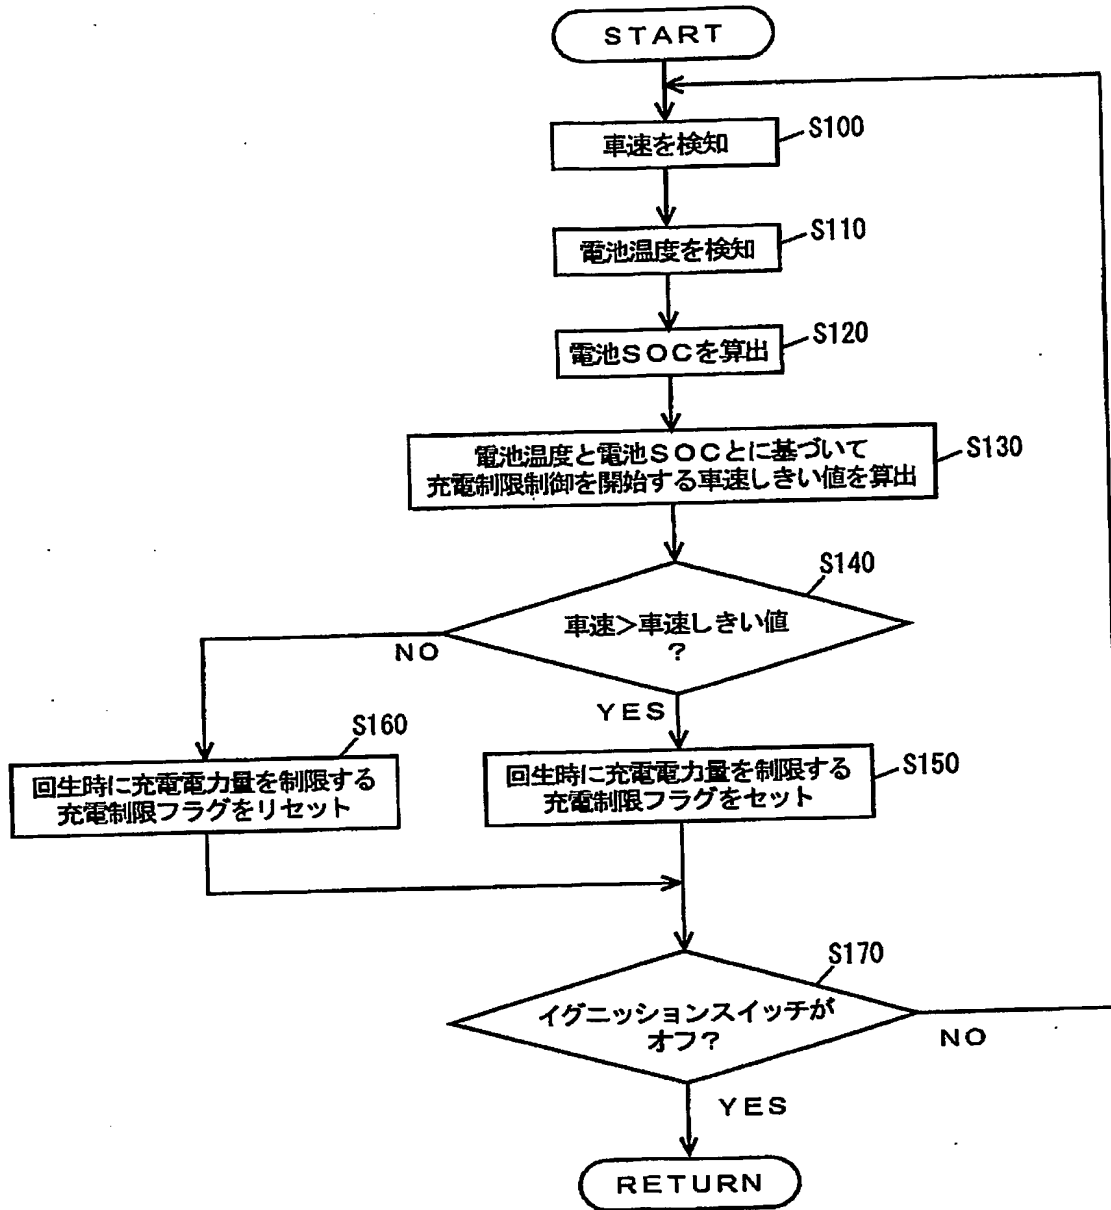 START
車速を検知
S100
電池温度を検知
S110
電池SOCを算出
S120
電池温度と電池SOCとに基づいて
充電制限制御を開始する車速しきい値を算出
S130
S140
車速>車速しきい値
?
NO
YES
S160
回生時に充電電力量を制限する
充電制限フラグをリセット
回生時に充電電力量を制限する
充電制限フラグをセット
S150
S170
イグニッションスイッチが
オフ?
NO
YES
RETURN